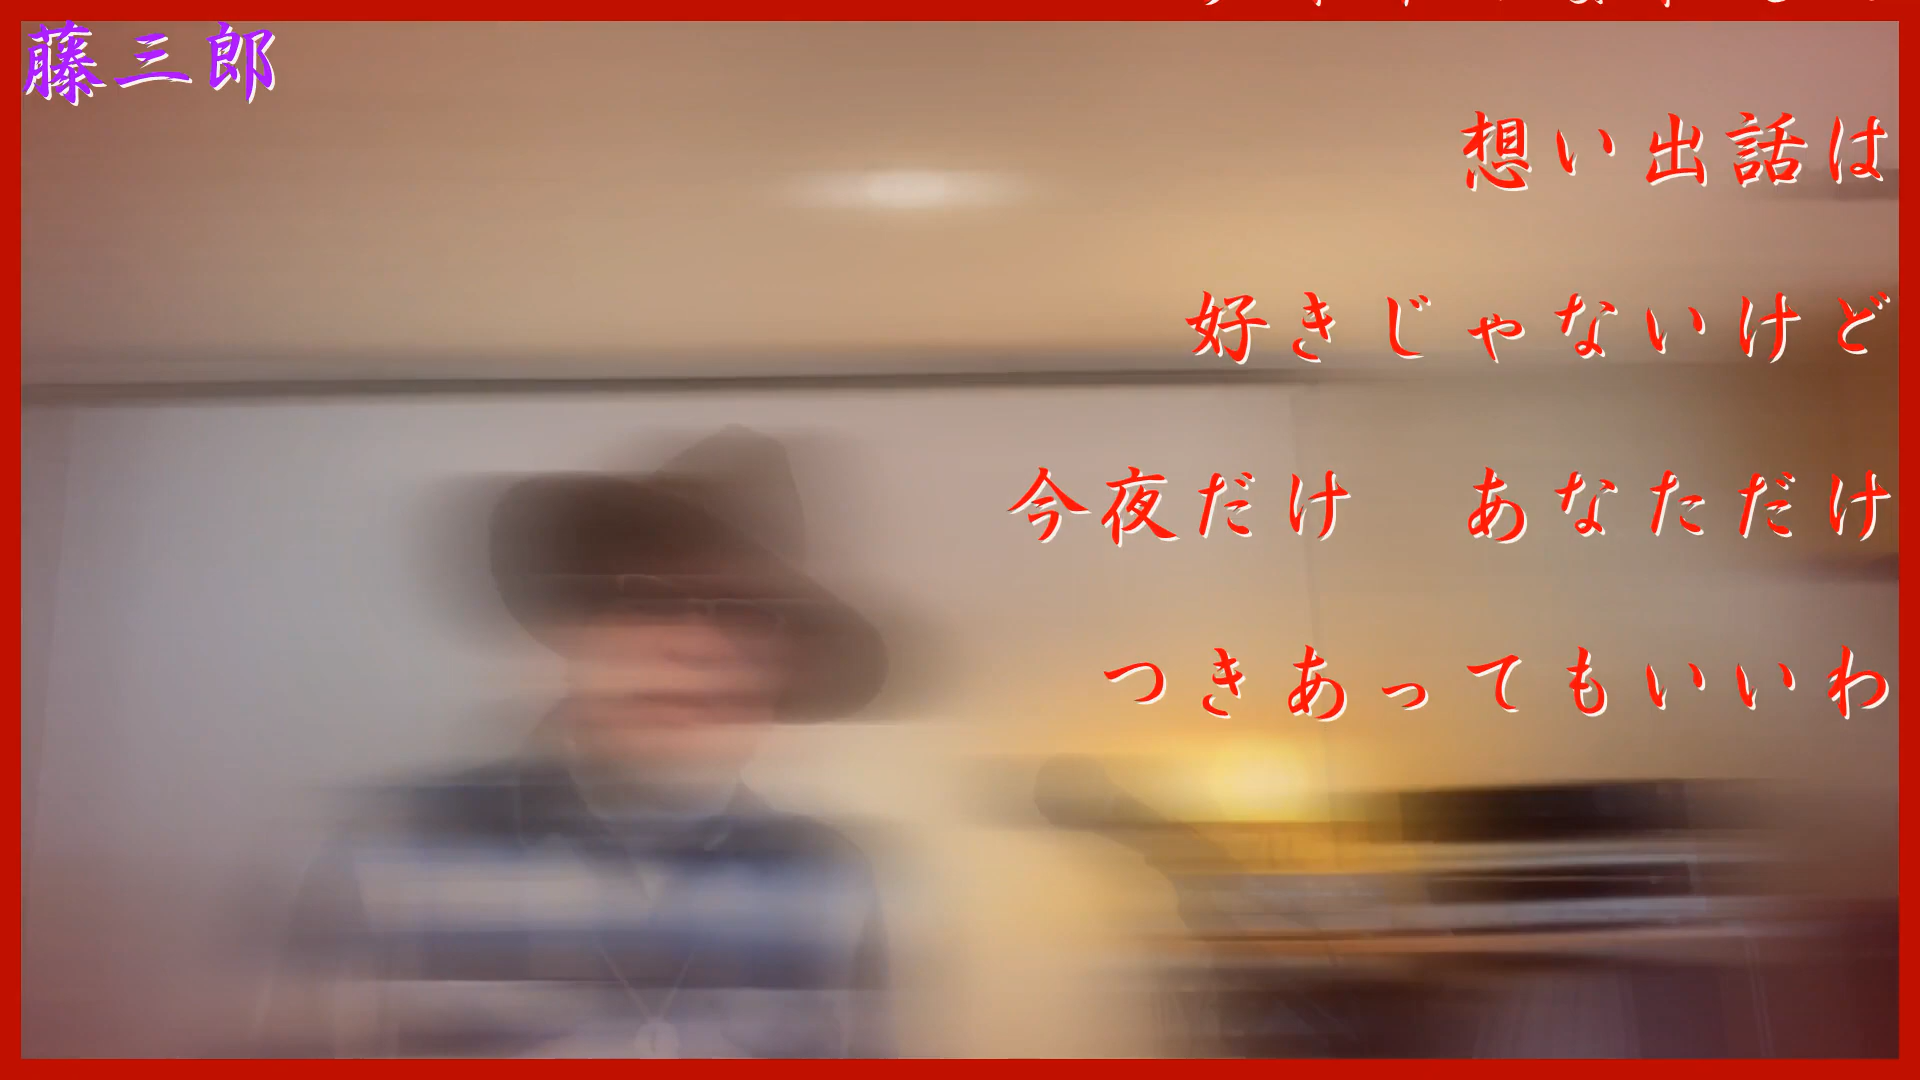 藤三郎
想い出話は
好きじゃないけど
今夜だけ　あなただけ
つきあってもいいわ